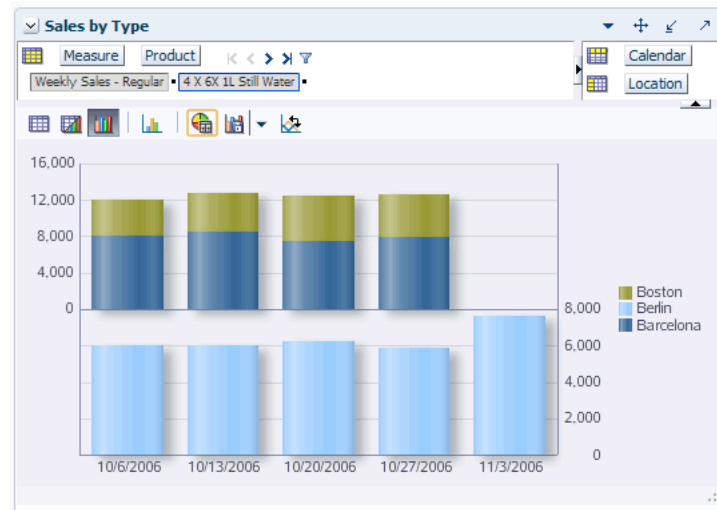 Sales by Type
Measure Product
Calendar
Weekly Sales - Regular 4 X 6X 1L Still Water
Location
16,000
12,000
8,000
4,000
0
8,000
6,000
4,000
2,000
0
Boston
Berlin
Barcelona
10/6/2006 10/13/2006 10/20/2006 10/27/2006 11/3/2006